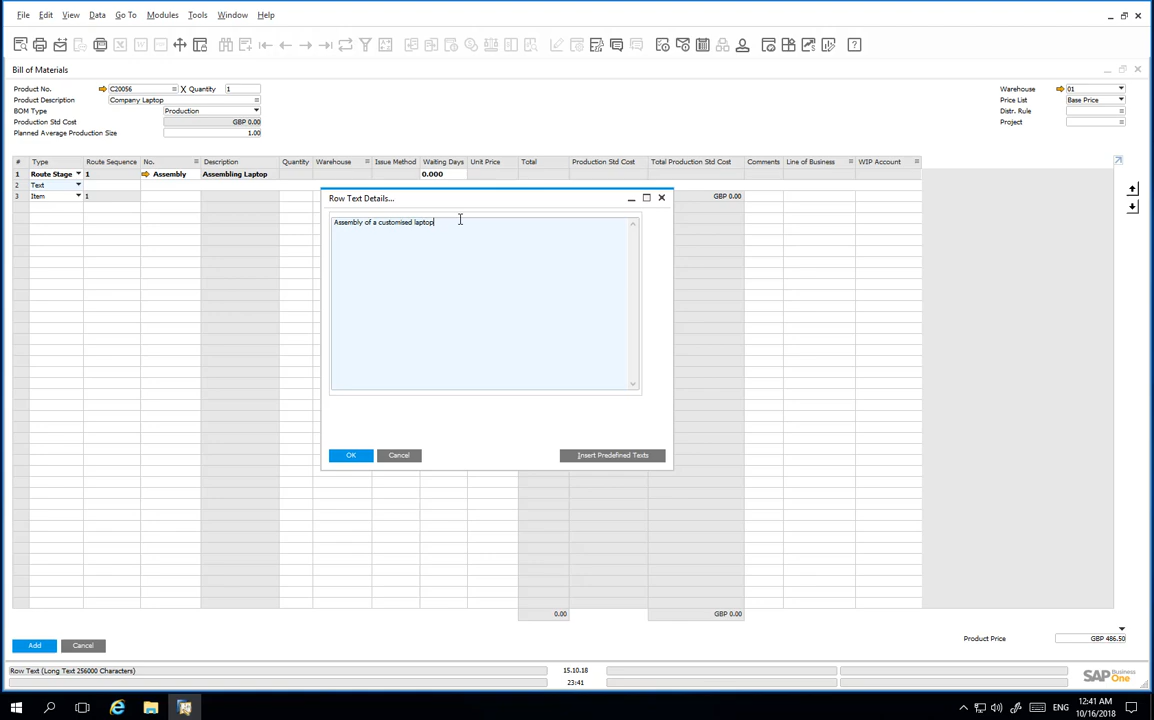 File Edit View Data Go To Modules Tools Window Help
Bill of Materials
Product No. C20056 X Quantity 1
Product Description Company Laptop
BOM Type Production
Production Std Cost GBP 0.00
Planned Average Production Size 1.00
Warehouse 01
Price List Base Price
Distr. Rule
Project
# Type Route Sequence No. Description Quantity Warehouse Issue Method Waiting Days Unit Price Total Production Std Cost Total Production Std Cost Comments Line of Business WIP Account
1 Route Stage 1 Assembly Assembling Laptop 0.000
2 Text
3 Item 1 GBP 0.00
Row Text Details...
Assembly of a customised laptop
OK Cancel Insert Predefined Texts
0.00 GBP 0.00
Product Price GBP 486.50
Add Cancel
Row Text (Long Text 256000 Characters) 15.10.18
23:41
SAP Business One
ENG 12:41 AM
10/16/2018